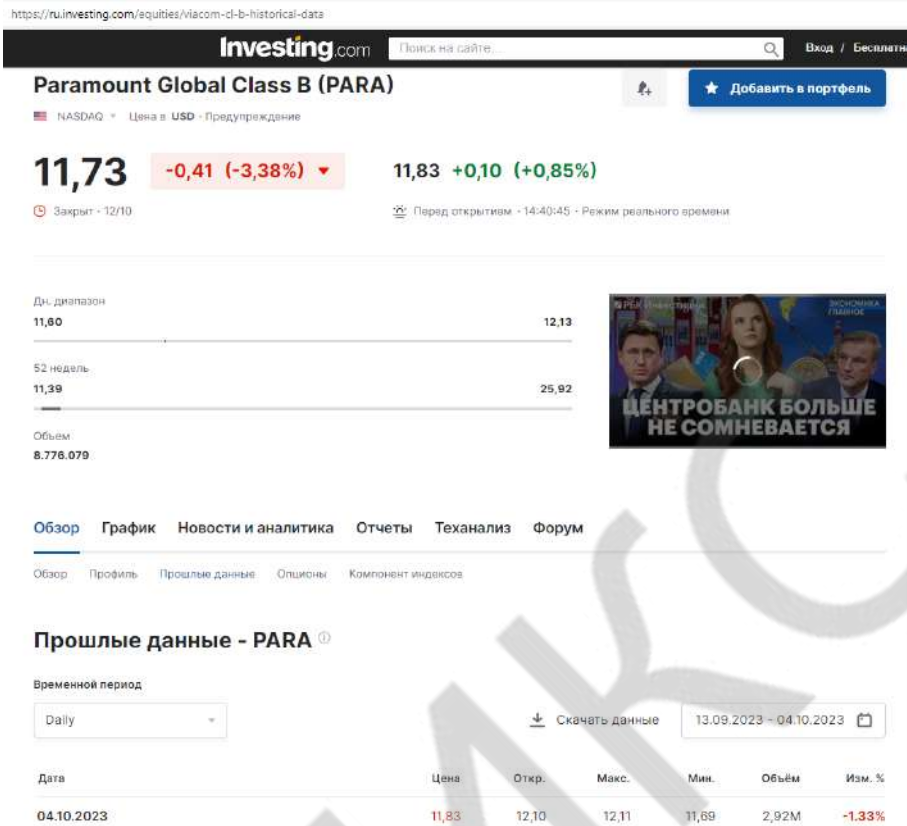 https://ru.investing.com/equities/viacom-cl-b-historical-data
Investing.com Поиск на сайте... Вход / Бесплатн
Paramount Global Class B (PARA)
Добавить в портфель
NASDAQ Цена в USD · Предупреждение
11,73 -0,41 (-3,38%) 11,83 +0,10 (+0,85%)
Закрыт · 12/10 Перед открытием · 14:40:45 · Режим реального времени
Дн. диапазон
11,60 12,13
52 недель
11,39 25,92
Объем
8.776.079
РБК Инвестиции ЭКОНОМИКА
ГЛАВНОЕ
ЦЕНТРОБАНК БОЛЬШЕ
НЕ СОМНЕВАЕТСЯ
Обзор График Новости и аналитика Отчеты Теханализ Форум
Обзор Профиль Прошлые данные Опционы Компонент индексов
Прошлые данные - PARA
Временной период
Daily Скачать данные 13.09.2023 - 04.10.2023
Дата Цена Откр. Макс. Мин. Объём Изм. %
04.10.2023 11,83 12,10 12,11 11,69 2,92M -1.33%